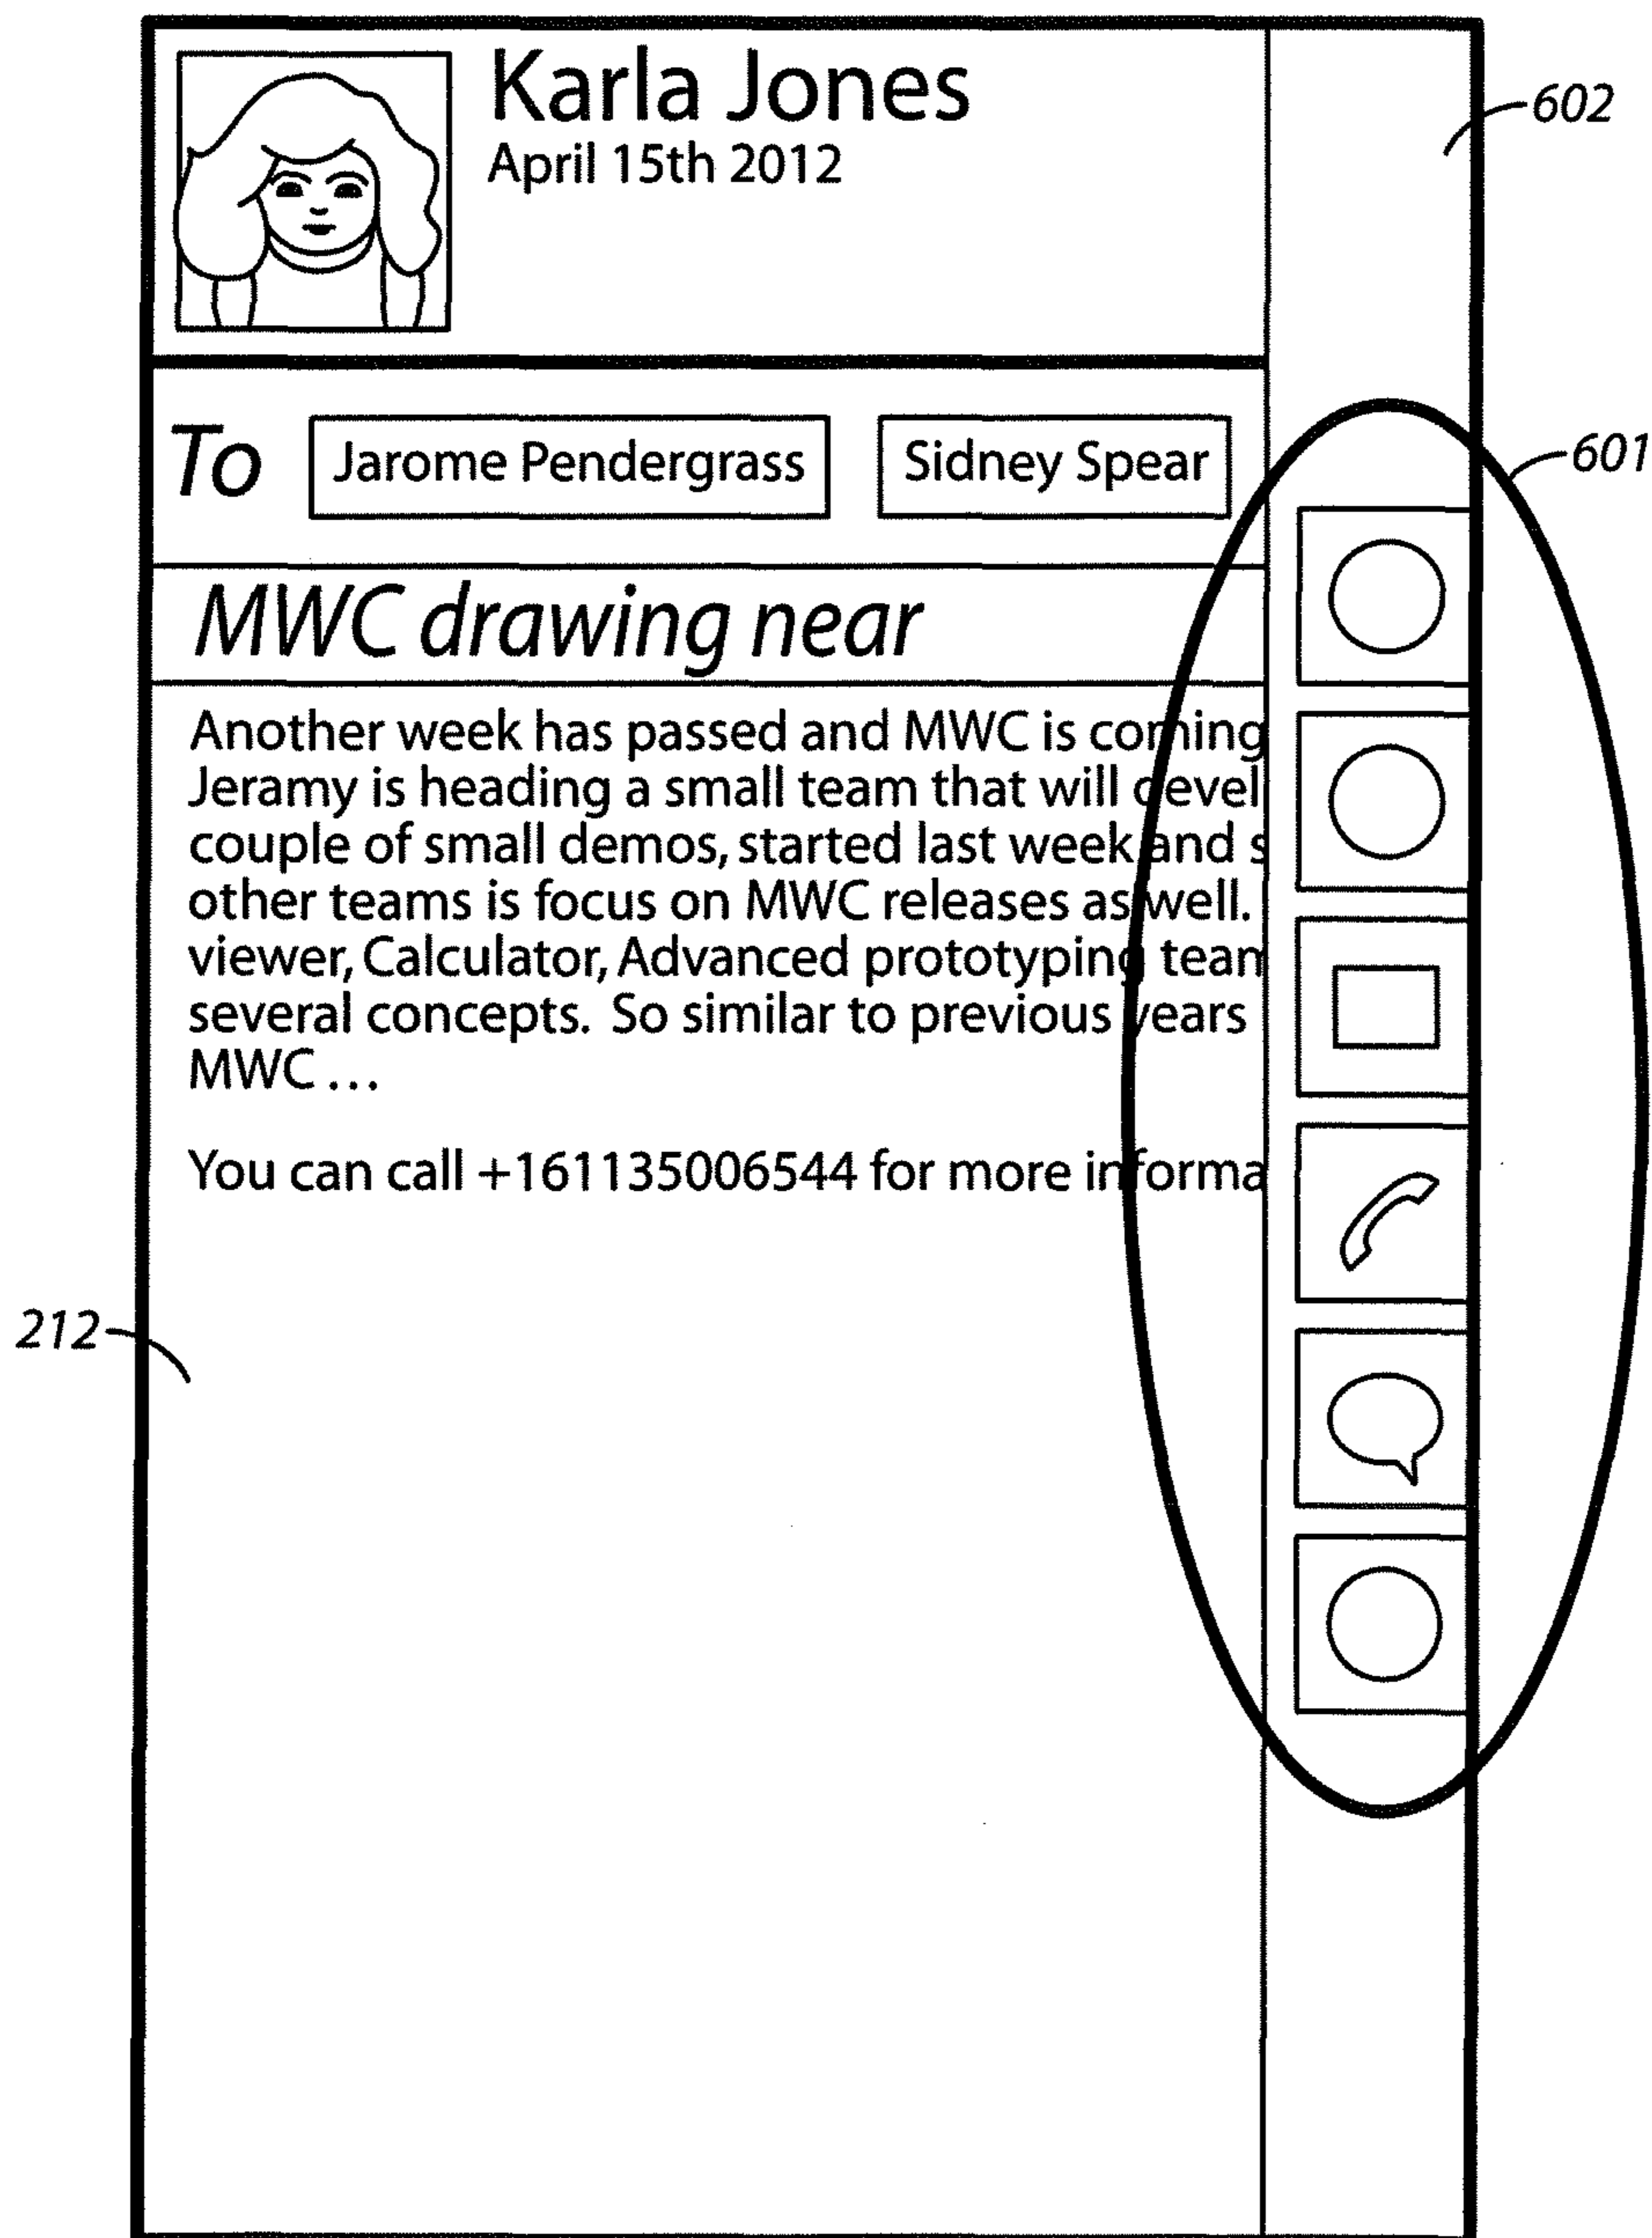 Karla Jones
April 15th 2012
602
To Jarome Pendergrass Sidney Spear
601
MWC drawing near
Another week has passed and MWC is coming
Jeramy is heading a small team that will devel
couple of small demos, started last week and s
other teams is focus on MWC releases as well.
viewer, Calculator, Advanced prototyping team
several concepts. So similar to previous years
MWC...
You can call +161135006544 for more informa
212